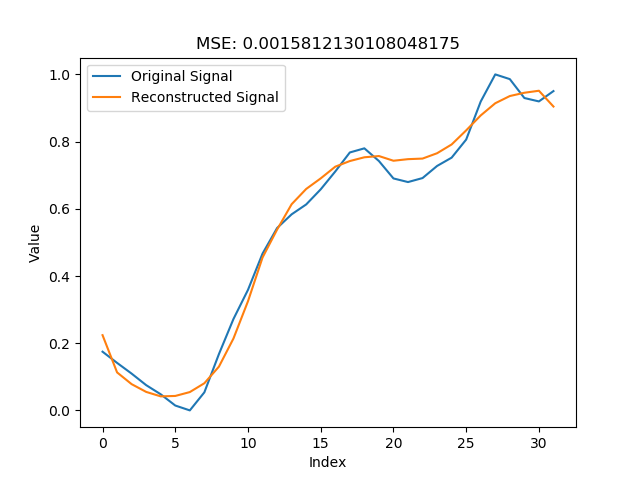 MSE: 0.0015812130108048175
Original Signal
Reconstructed Signal
1.0
0.8
0.6
0.4
0.2
0.0
Value
0 5 10 15 20 25 30
Index